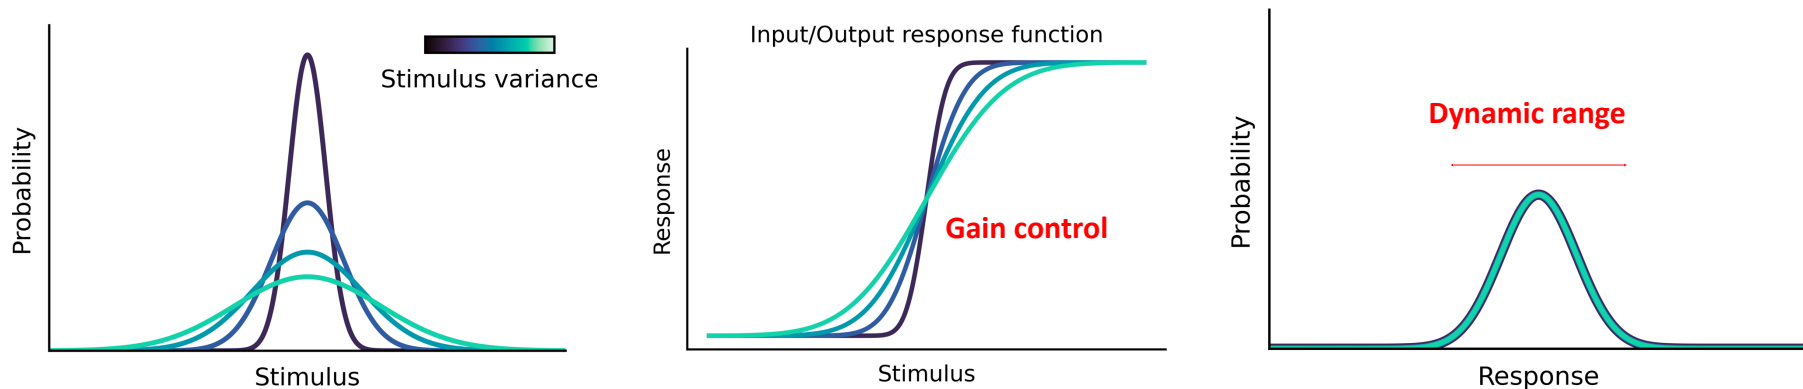 Stimulus variance
Probability
Stimulus
Input/Output response function
Response
Gain control
Stimulus
Dynamic range
Probability
Response